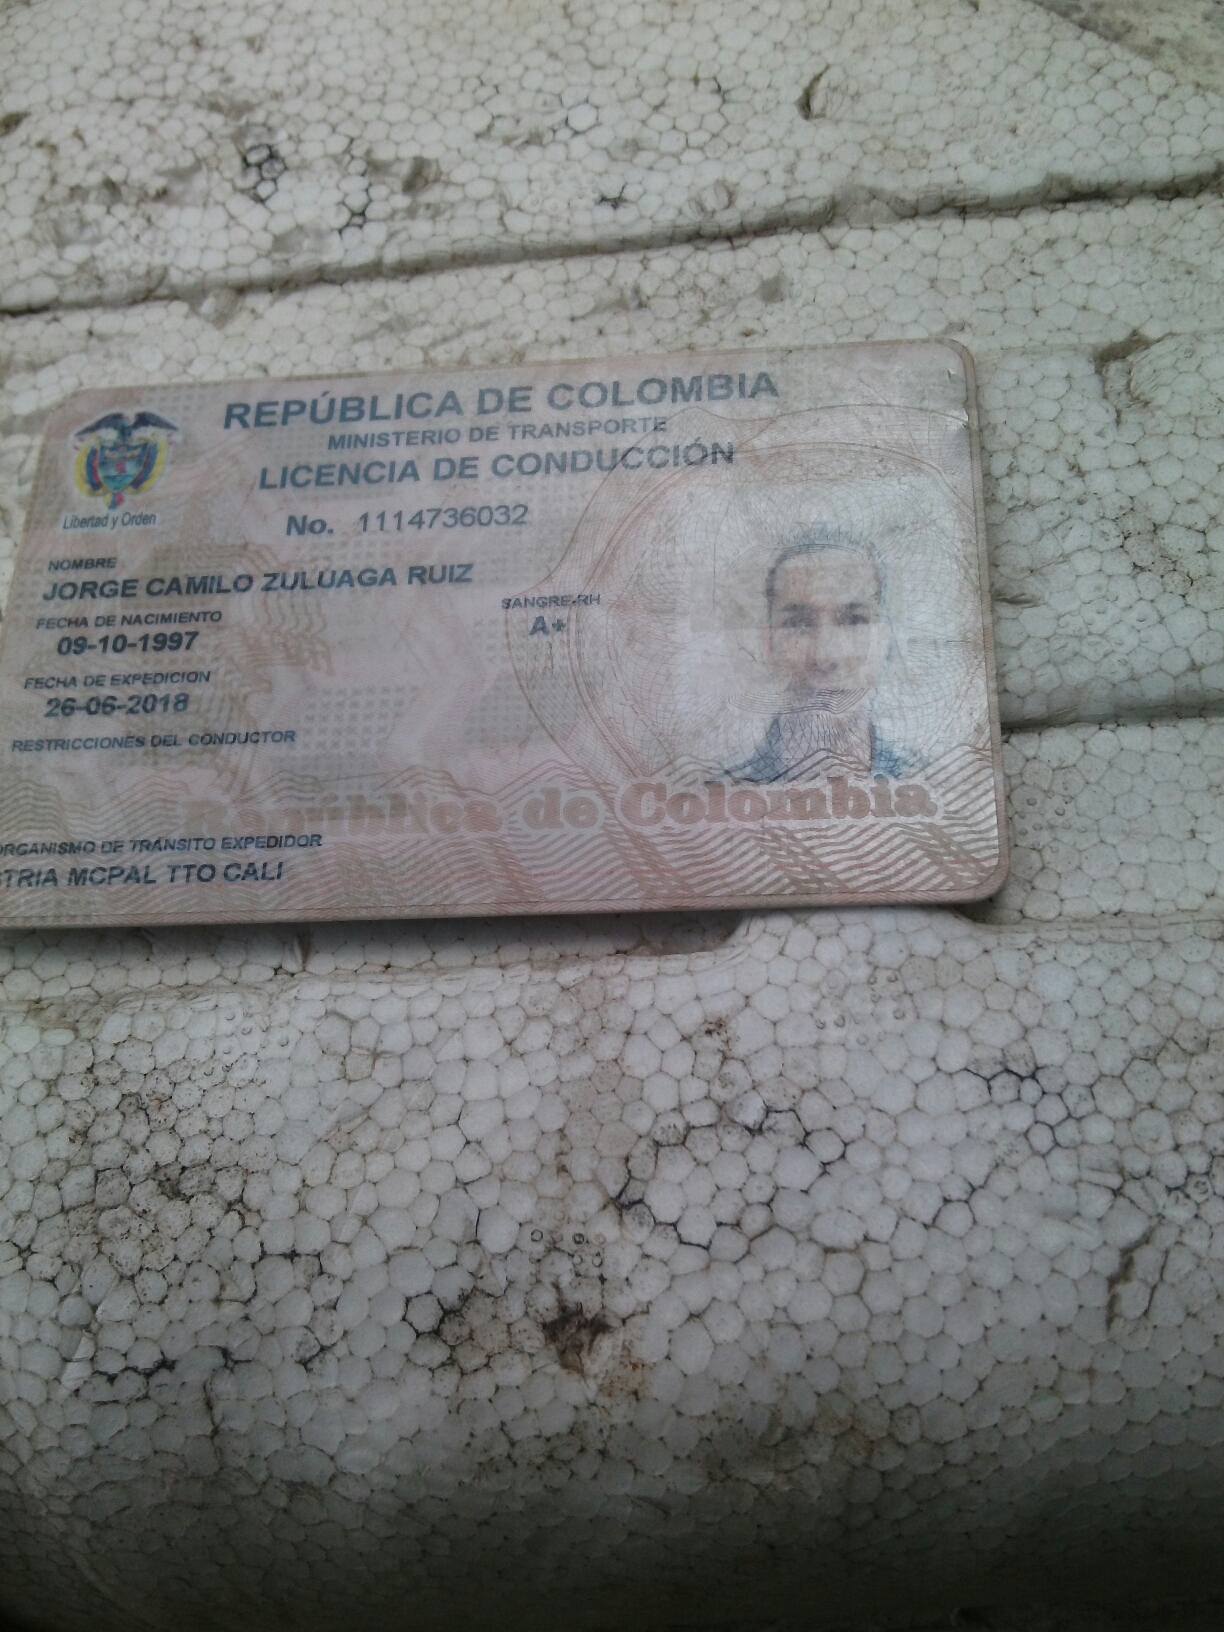 REPÚBLICA DE COLOMBIA
MINISTERIO DE TRANSPORTE
LICENCIA DE CONDUCCIÓN
Libertad y Orden
No. 1114736032
NOMBRE
JORGE CAMILO ZULUAGA RUIZ
FECHA DE NACIMIENTO
09-10-1997
SANGRE-RH
A+
FECHA DE EXPEDICION
26-06-2018
RESTRICCIONES DEL CONDUCTOR
República de Colombia
ORGANISMO DE TRÁNSITO EXPEDIDOR
STRIA MCPAL TTO CALI